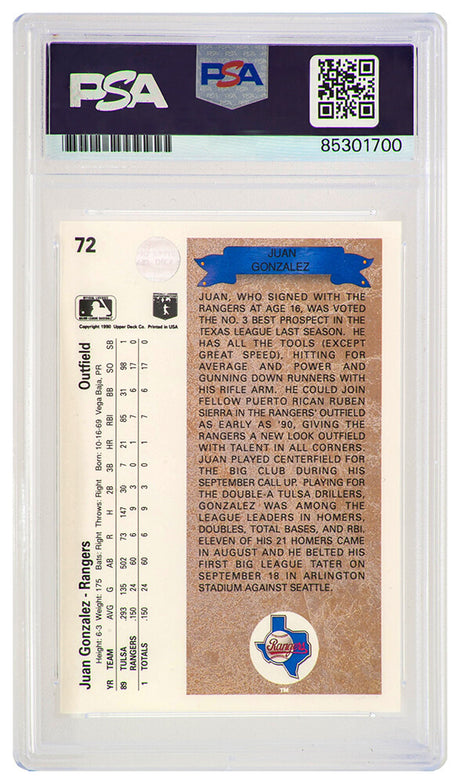 PSA
PSA
85301700
72
JUAN
GONZALEZ
JUAN, WHO SIGNED WITH THE
RANGERS AT AGE 16, WAS VOTED
THE NO. 3 BEST PROSPECT IN THE
TEXAS LEAGUE LAST SEASON. HE
HAS ALL THE TOOLS (EXCEPT
GREAT SPEED), HITTING FOR
AVERAGE AND POWER AND
GUNNING DOWN RUNNERS WITH
HIS RIFLE ARM. HE COULD JOIN
FELLOW PUERTO RICAN RUBEN
SIERRA IN THE RANGERS' OUTFIELD
AS EARLY AS '90, GIVING THE
RANGERS A NEW LOOK OUTFIELD
WITH TALENT IN ALL CORNERS.
JUAN PLAYED CENTERFIELD FOR
THE BIG CLUB DURING HIS
SEPTEMBER CALL UP. PLAYING FOR
THE DOUBLE-A TULSA DRILLERS,
GONZALEZ WAS AMONG THE
LEAGUE LEADERS IN HOMERS,
DOUBLES, TOTAL BASES, AND RBI.
ELEVEN OF HIS 21 HOMERS CAME
IN AUGUST AND HE BELTED HIS
FIRST BIG LEAGUE TATER ON
SEPTEMBER 18 IN ARLINGTON
STADIUM AGAINST SEATTLE.
Rangers
TM
Copyright 1990 Upper Deck Co. Printed in USA
Juan Gonzalez - Rangers Outfield
Height: 6-3 Weight: 175 Bats: Right Throws: Right Born: 10-16-69 Vega Baja, PR
YR TEAM AVG G AB R H 2B 3B HR RBI BB SO SB
89 TULSA .293 135 502 73 147 30 7 21 85 31 98 1
RANGERS .150 24 60 6 9 3 0 1 7 6 17 0
1 TOTALS .150 24 60 6 9 3 0 1 7 6 17 0